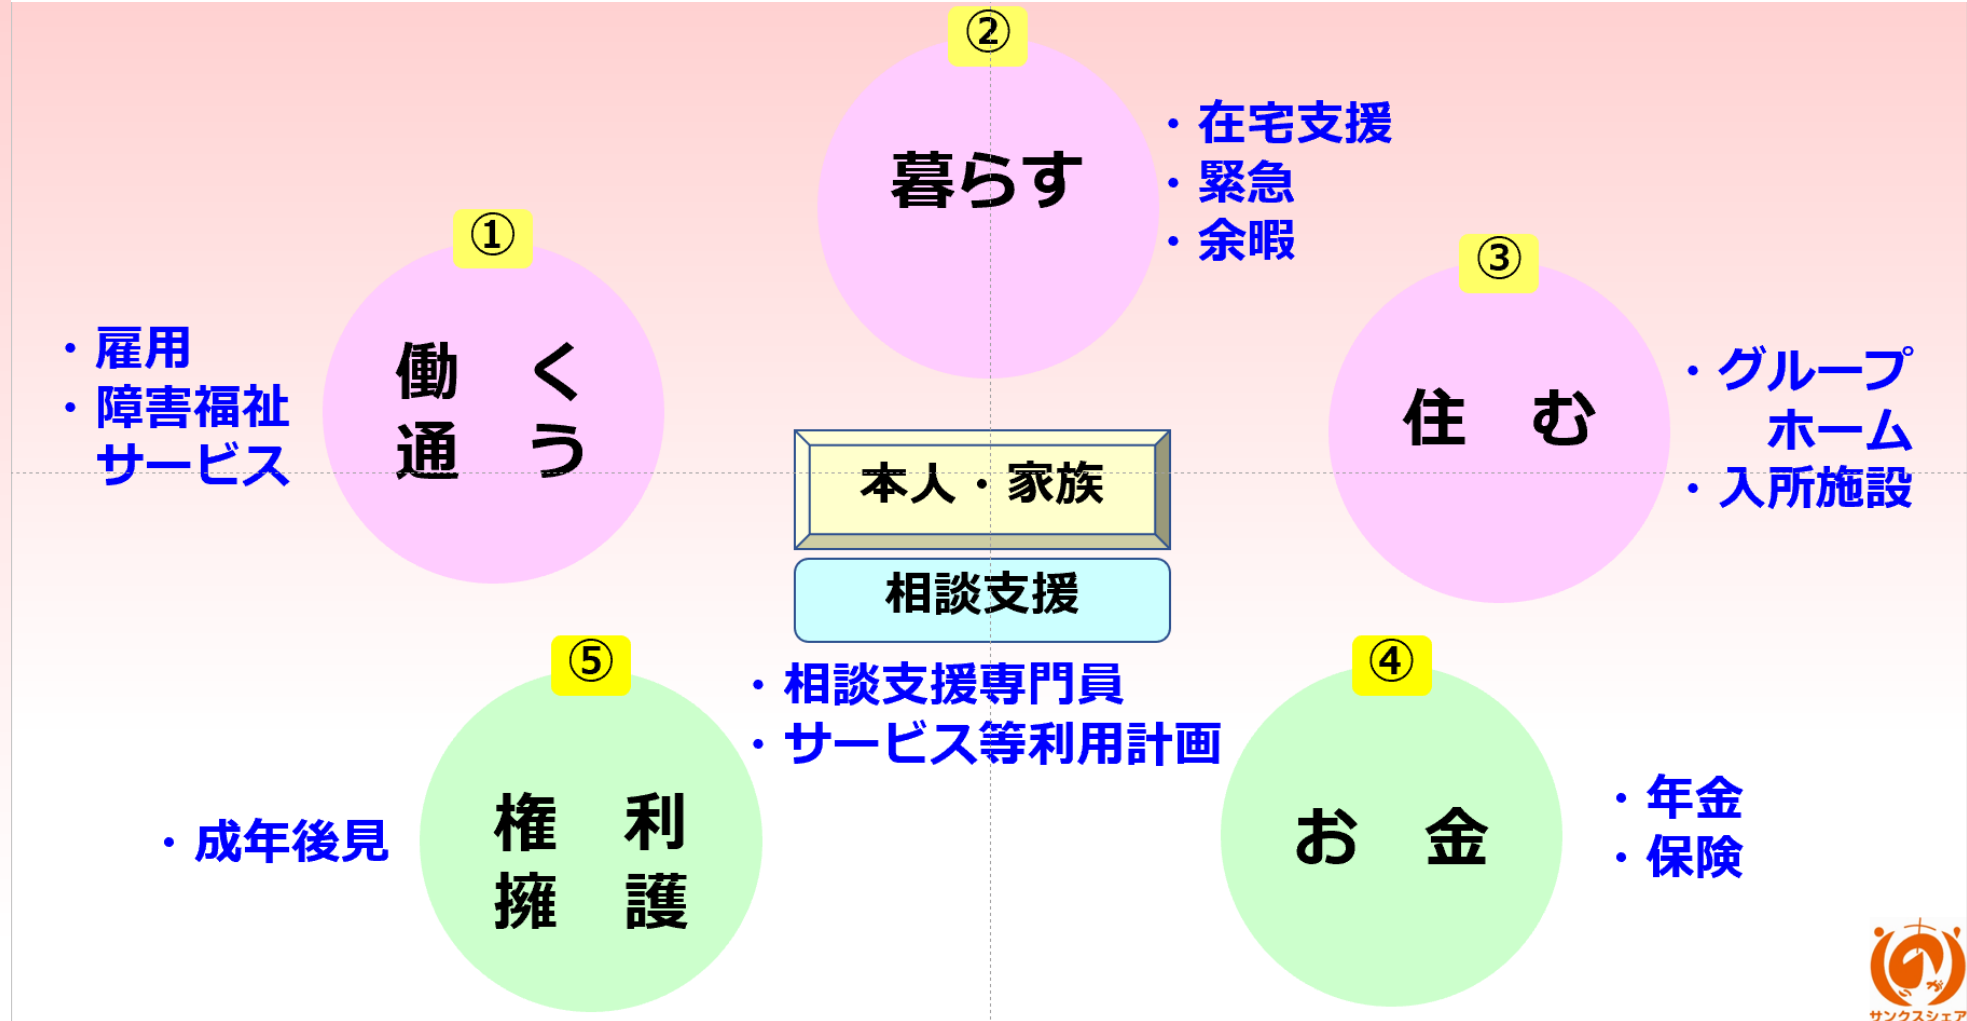 ①
働　く
通　う
・雇用
・障害福祉
サービス
②
暮らす
・在宅支援
・緊急
・余暇
③
住　む
・グループ
ホーム
・入所施設
本人・家族
相談支援
・相談支援専門員
・サービス等利用計画
④
お　金
・年金
・保険
⑤
権　利
擁　護
・成年後見
サンクスシェア